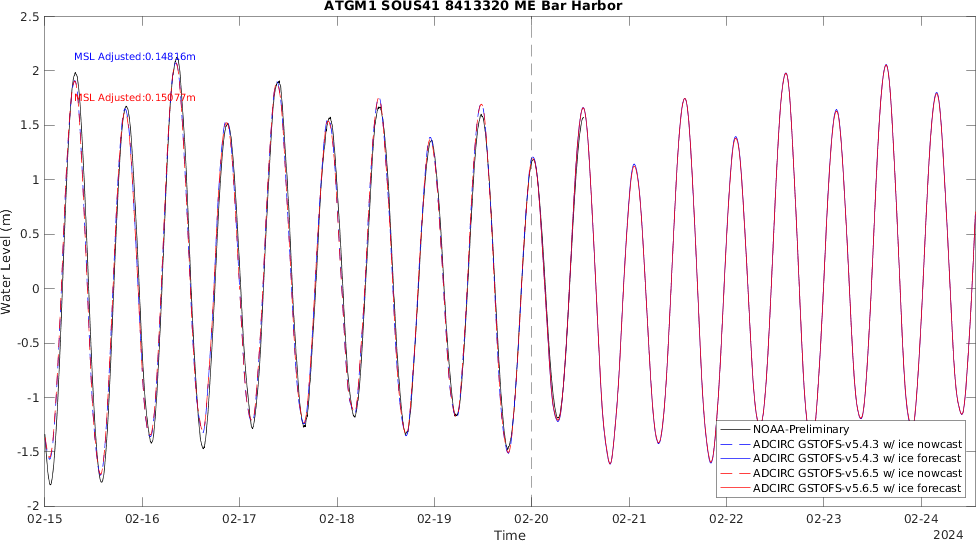 ATGM1 SOUS41 8413320 ME Bar Harbor
2.5
2
1.5
1
0.5
0
-0.5
-1
-1.5
-2
Water Level (m)
MSL Adjusted:0.14816m
MSL Adjusted:0.15077m
NOAA-Preliminary
ADCIRC GSTOFS-v5.4.3 w/ ice nowcast
ADCIRC GSTOFS-v5.4.3 w/ ice forecast
ADCIRC GSTOFS-v5.6.5 w/ ice nowcast
ADCIRC GSTOFS-v5.6.5 w/ ice forecast
02-15 02-16 02-17 02-18 02-19 02-20 02-21 02-22 02-23 02-24
Time
2024